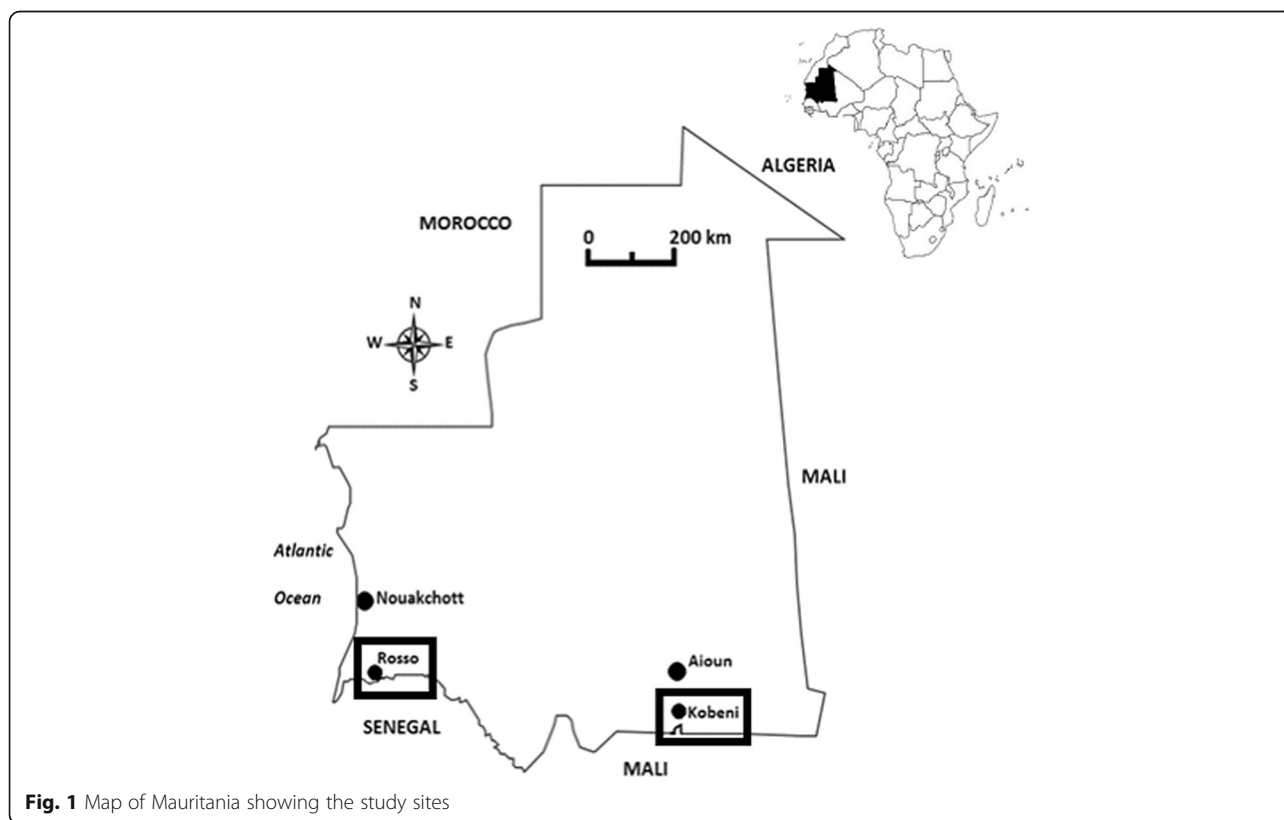 ALGERIA
MOROCCO
0 200 km
N
W E
S
MALI
Atlantic
Ocean
Nouakchott
Rosso
Aioun
Kobeni
SENEGAL
MALI
Fig. 1 Map of Mauritania showing the study sites